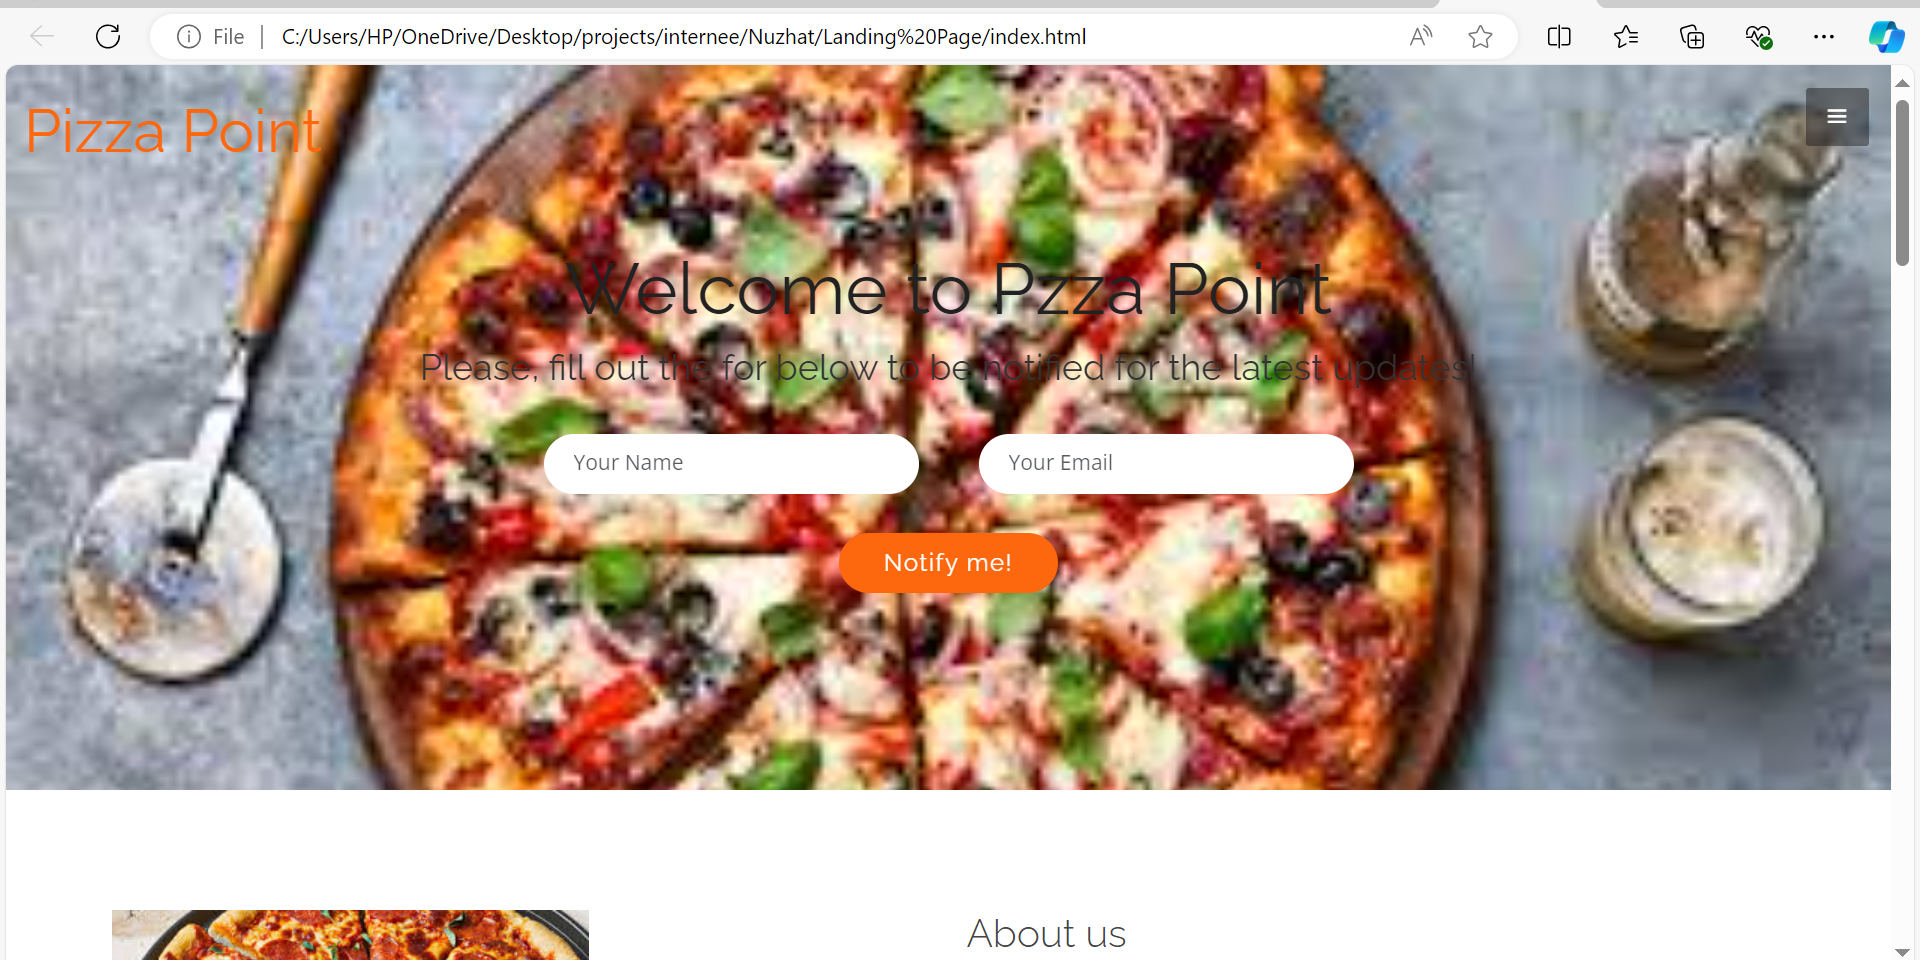 File
C:/Users/HP/OneDrive/Desktop/projects/internee/Nuzhat/Landing%20Page/index.html
Pizza Point
Welcome to Pzza Point
Please, fill out the for below to be notified for the latest updates!
Your Name
Your Email
Notify me!
About us